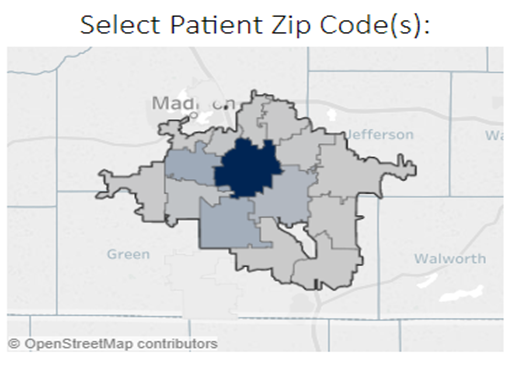 Select Patient Zip Code(s):
Jefferson
Green
Walworth
© OpenStreetMap contributors